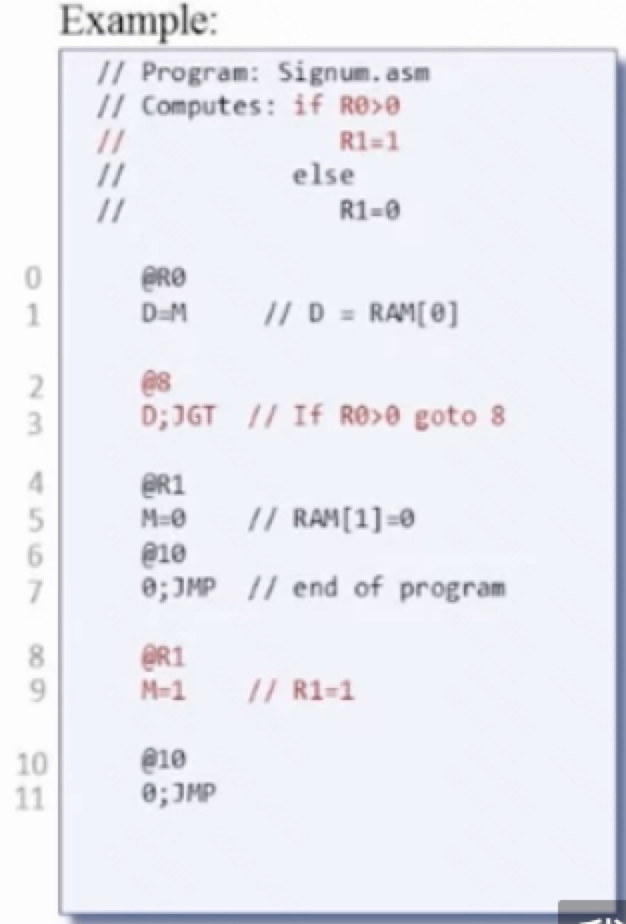 Example:
// Program: Signum.asm
// Computes: if R0>0
// R1=1
// else
// R1=0
0 @R0
1 D=M // D = RAM[0]
2 @8
3 D;JGT // If R0>0 goto 8
4 @R1
5 M=0 // RAM[1]=0
6 @10
7 0;JMP // end of program
8 @R1
9 M=1 // R1=1
10 @10
11 0;JMP